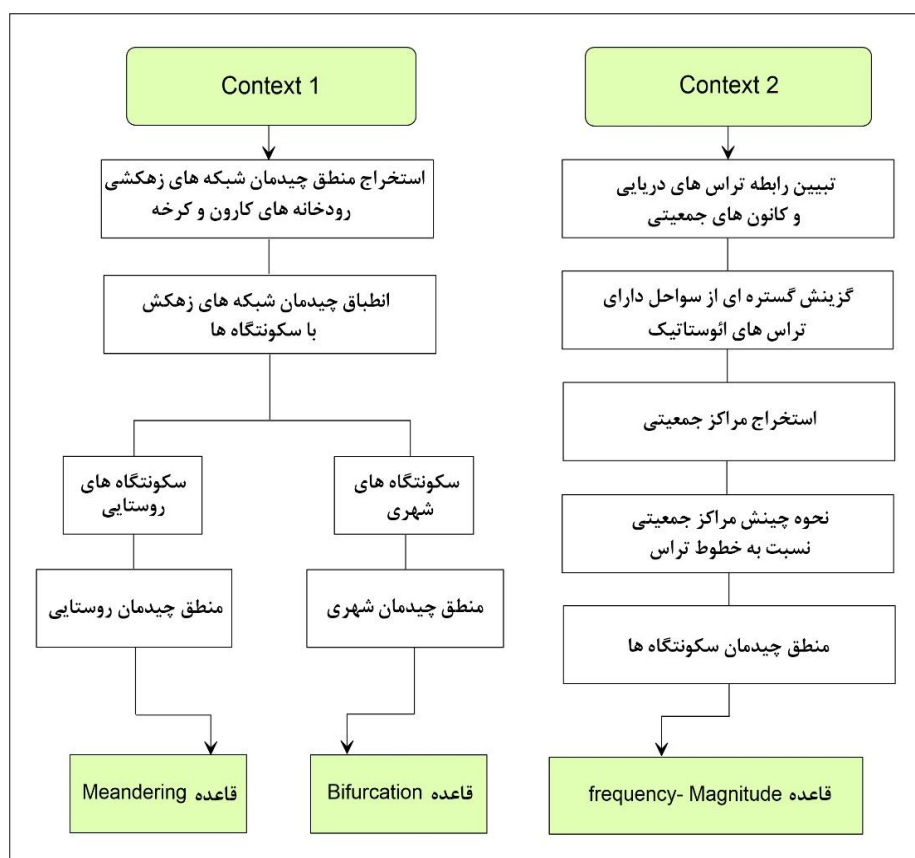 Context 1
استخراج منطق چیدمان شبکه های زهکشی
رودخانه های کارون و کرخه
انطباق چیدمان شبکه های زهکش
با سکونتگاه ها
سکونتگاه های
روستایی
منطق چیدمان روستایی
قاعده Meandering
سکونتگاه های
شهری
منطق چیدمان شهری
قاعده Bifurcation
Context 2
تبیین رابطه تراس های دریایی
و کانون های جمعیتی
گزینش گستره ای از سواحل دارای
تراس های ائوستاتیک
استخراج مراکز جمعیتی
نحوه چینش مراکز جمعیتی
نسبت به خطوط تراس
منطق چیدمان سکونتگاه ها
قاعده frequency- Magnitude